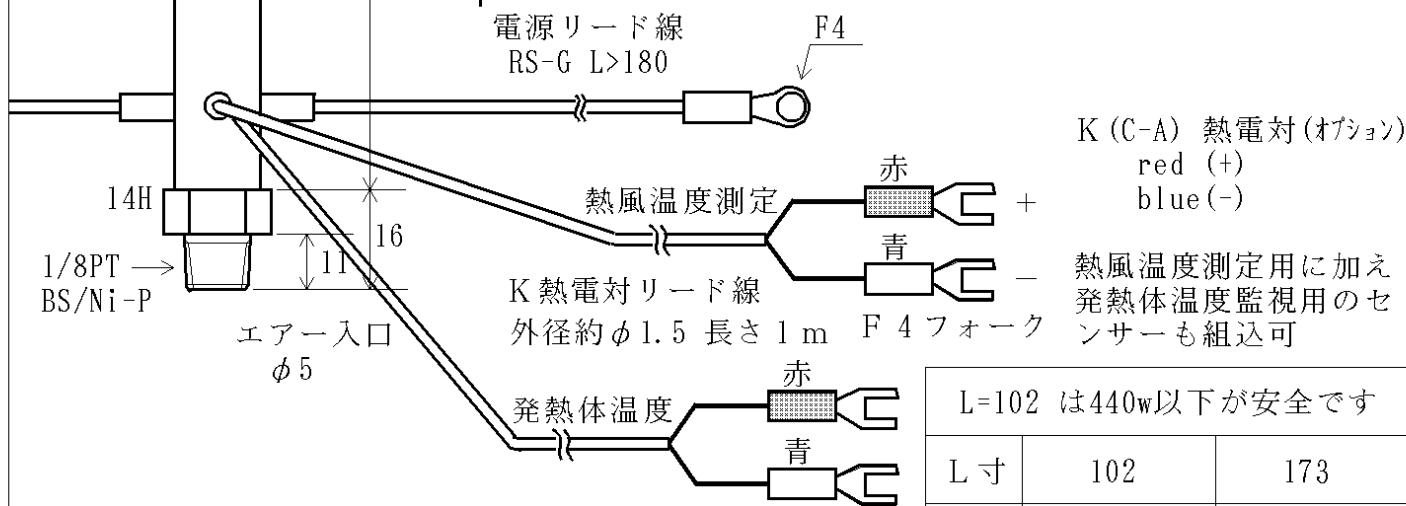 電源リード線
RS-G L>180
F4
K(C-A) 熱電対(オプション)
red (+)
blue(-)
赤
14H
熱風温度測定
+
16
青
11
1/8PT
BS/Ni-P
K熱電対リード線
外径約φ1.5 長さ1m
F4フォーク
−
熱風温度測定用に加え
発熱体温度監視用のセ
ンサーも組込可
エアー入口
φ5
赤
発熱体温度
青
L=102 は440w以下が安全です
L寸 102 173